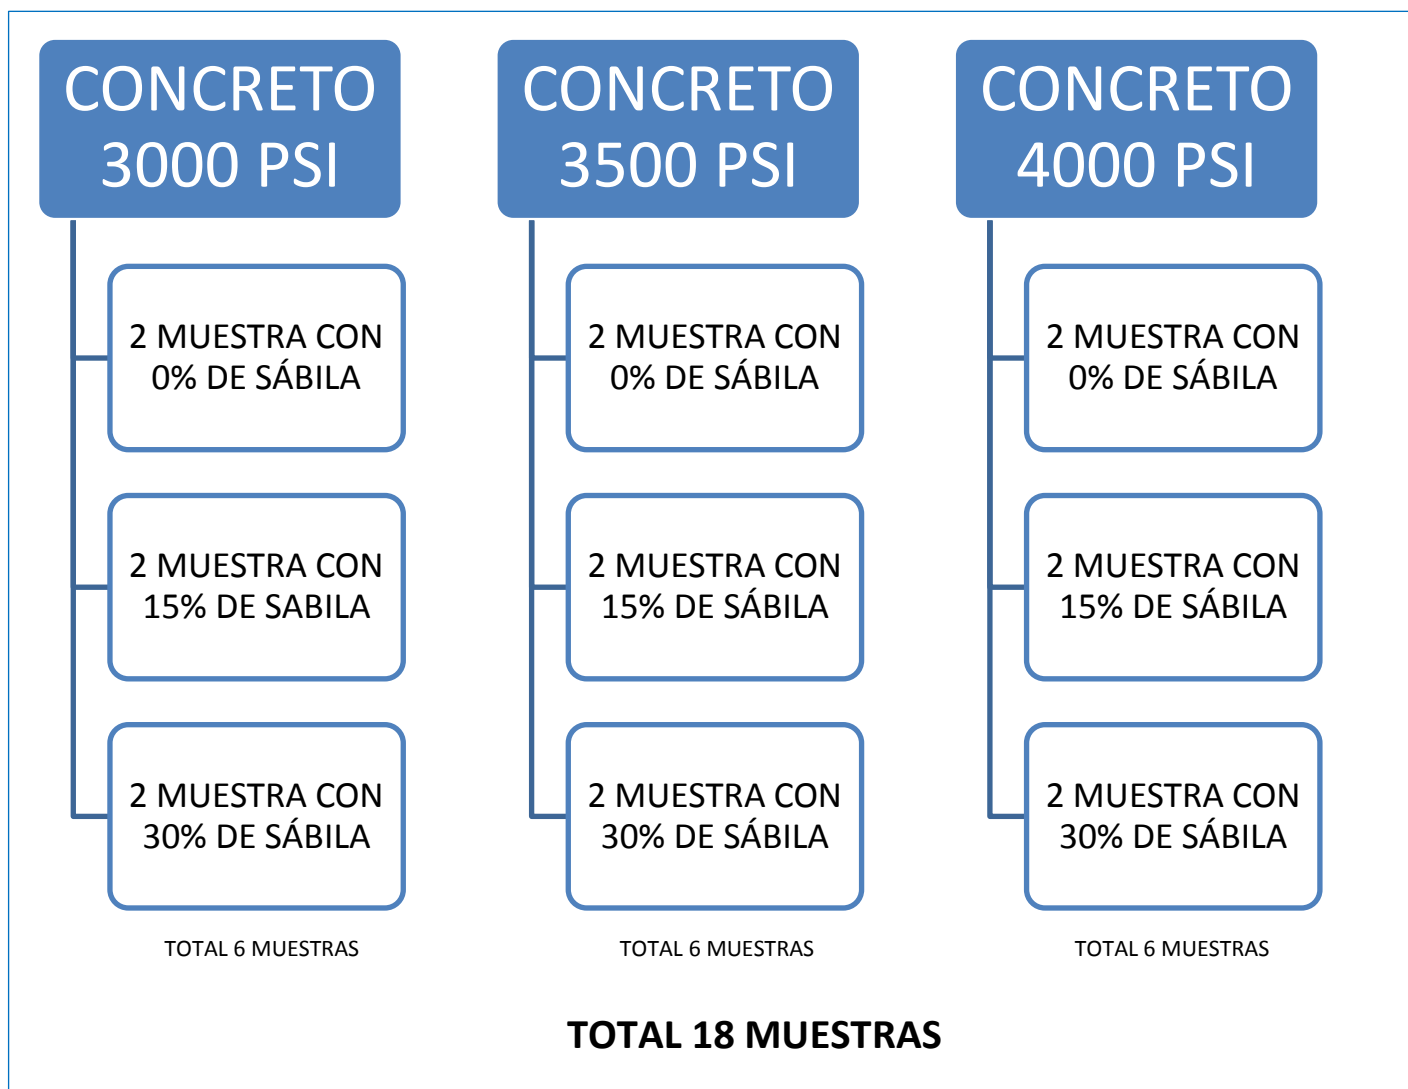 CONCRETO
3000 PSI
2 MUESTRA CON
0% DE SÁBILA
2 MUESTRA CON
15% DE SABILA
2 MUESTRA CON
30% DE SÁBILA
TOTAL 6 MUESTRAS
CONCRETO
3500 PSI
2 MUESTRA CON
0% DE SÁBILA
2 MUESTRA CON
15% DE SÁBILA
2 MUESTRA CON
30% DE SÁBILA
TOTAL 6 MUESTRAS
CONCRETO
4000 PSI
2 MUESTRA CON
0% DE SÁBILA
2 MUESTRA CON
15% DE SÁBILA
2 MUESTRA CON
30% DE SÁBILA
TOTAL 6 MUESTRAS
TOTAL 18 MUESTRAS